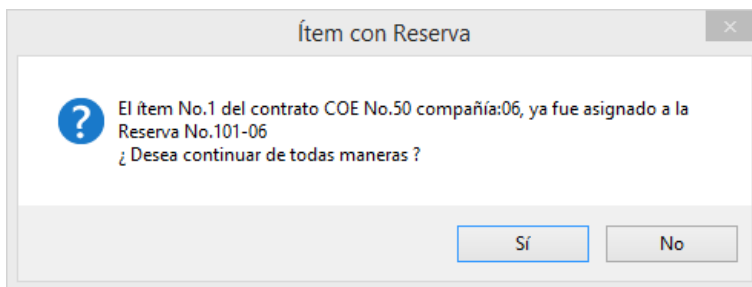 Ítem con Reserva
El ítem No.1 del contrato COE No.50 compañía:06, ya fue asignado a la
Reserva No.101-06
¿ Desea continuar de todas maneras ?
Sí
No